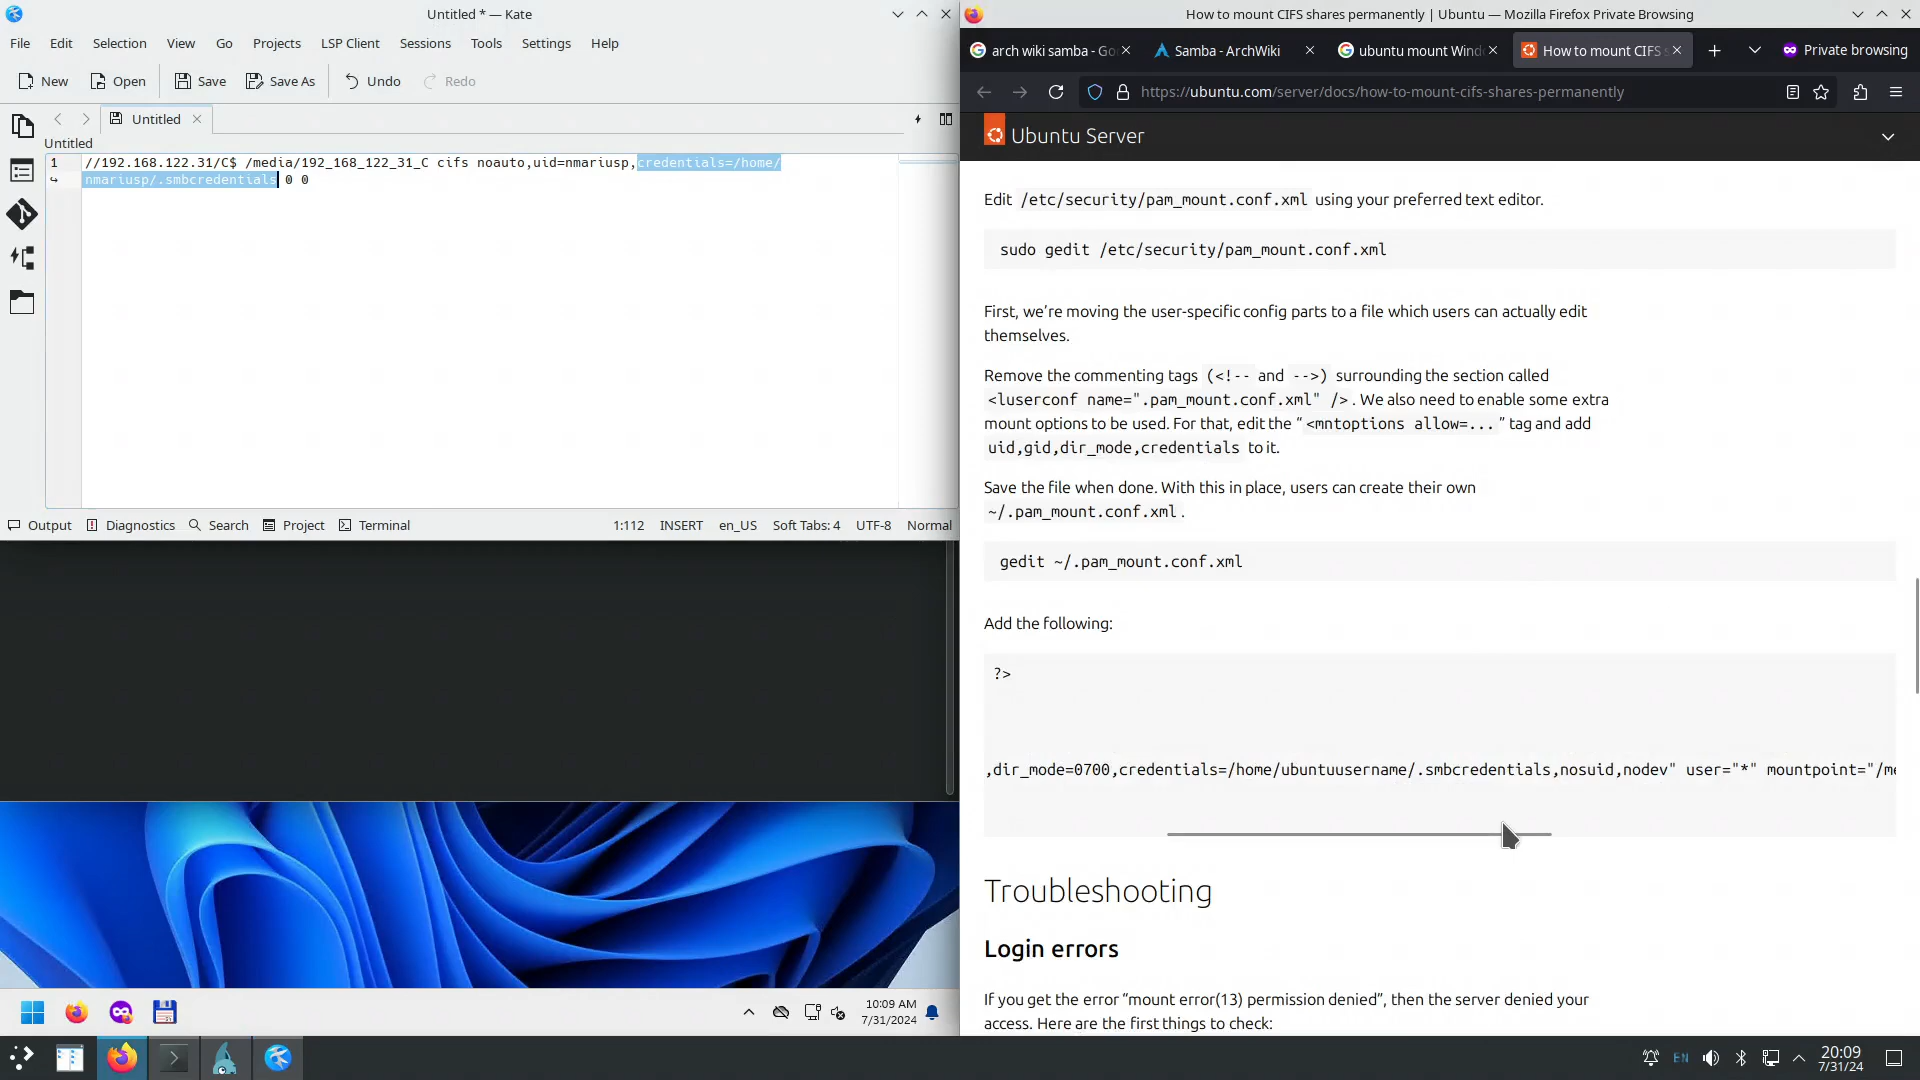 Untitled * — Kate
File Edit Selection View Go Projects LSP Client Sessions Tools Settings Help
New Open Save Save As Undo Redo
Untitled
Untitled
1 //192.168.122.31/C$ /media/192_168_122_31_C cifs noauto,uid=nmariusp,credentials=/home/
nmariusp/.smbcredentials 0 0
Output Diagnostics Search Project Terminal 1:112 INSERT en_US Soft Tabs: 4 UTF-8 Normal
10:09 AM
7/31/2024
How to mount CIFS shares permanently | Ubuntu — Mozilla Firefox Private Browsing
arch wiki samba - Go Samba - ArchWiki ubuntu mount Wind How to mount CIFS Private browsing
https://ubuntu.com/server/docs/how-to-mount-cifs-shares-permanently
Ubuntu Server
Edit /etc/security/pam_mount.conf.xml using your preferred text editor.
sudo gedit /etc/security/pam_mount.conf.xml
First, we’re moving the user-specific config parts to a file which users can actually edit
themselves.
Remove the commenting tags (<!-- and -->) surrounding the section called
<luserconf name=".pam_mount.conf.xml" />. We also need to enable some extra
mount options to be used. For that, edit the “<mntoptions allow=...” tag and add
uid,gid,dir_mode,credentials to it.
Save the file when done. With this in place, users can create their own
~/.pam_mount.conf.xml.
gedit ~/.pam_mount.conf.xml
Add the following:
?>
,dir_mode=0700,credentials=/home/ubuntuusername/.smbcredentials,nosuid,nodev" user="*" mountpoint="/me
Troubleshooting
Login errors
If you get the error “mount error(13) permission denied”, then the server denied your
access. Here are the first things to check:
EN
20:09
7/31/24